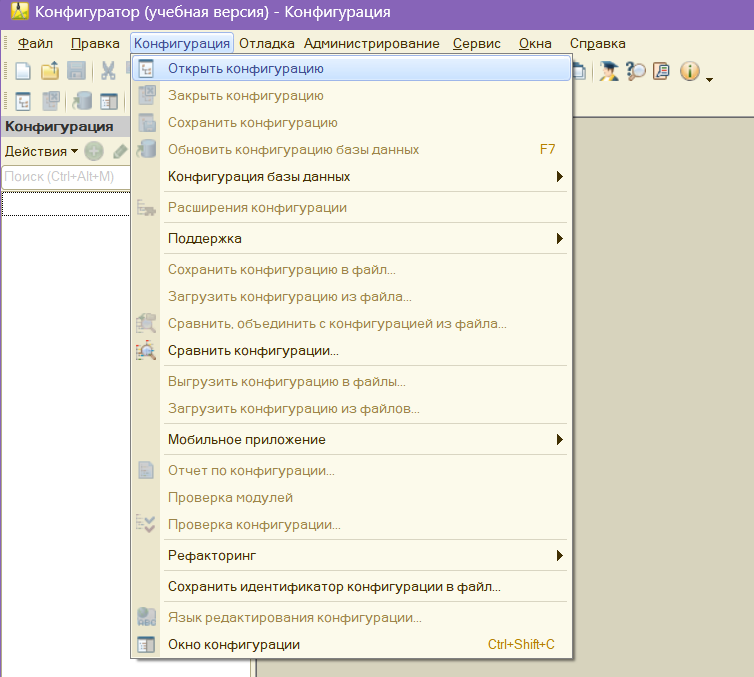 Конфигуратор (учебная версия) - Конфигурация
Файл Правка Конфигурация Отладка Администрирование Сервис Окна Справка
Конфигурация
Действия
Поиск (Ctrl+Alt+M)
Открыть конфигурацию
Закрыть конфигурацию
Сохранить конфигурацию
Обновить конфигурацию базы данных F7
Конфигурация базы данных
Расширения конфигурации
Поддержка
Сохранить конфигурацию в файл...
Загрузить конфигурацию из файла...
Сравнить, объединить с конфигурацией из файла...
Сравнить конфигурации...
Выгрузить конфигурацию в файлы...
Загрузить конфигурацию из файлов...
Мобильное приложение
Отчет по конфигурации...
Проверка модулей
Проверка конфигурации...
Рефакторинг
Сохранить идентификатор конфигурации в файл...
Язык редактирования конфигурации...
Окно конфигурации Ctrl+Shift+C